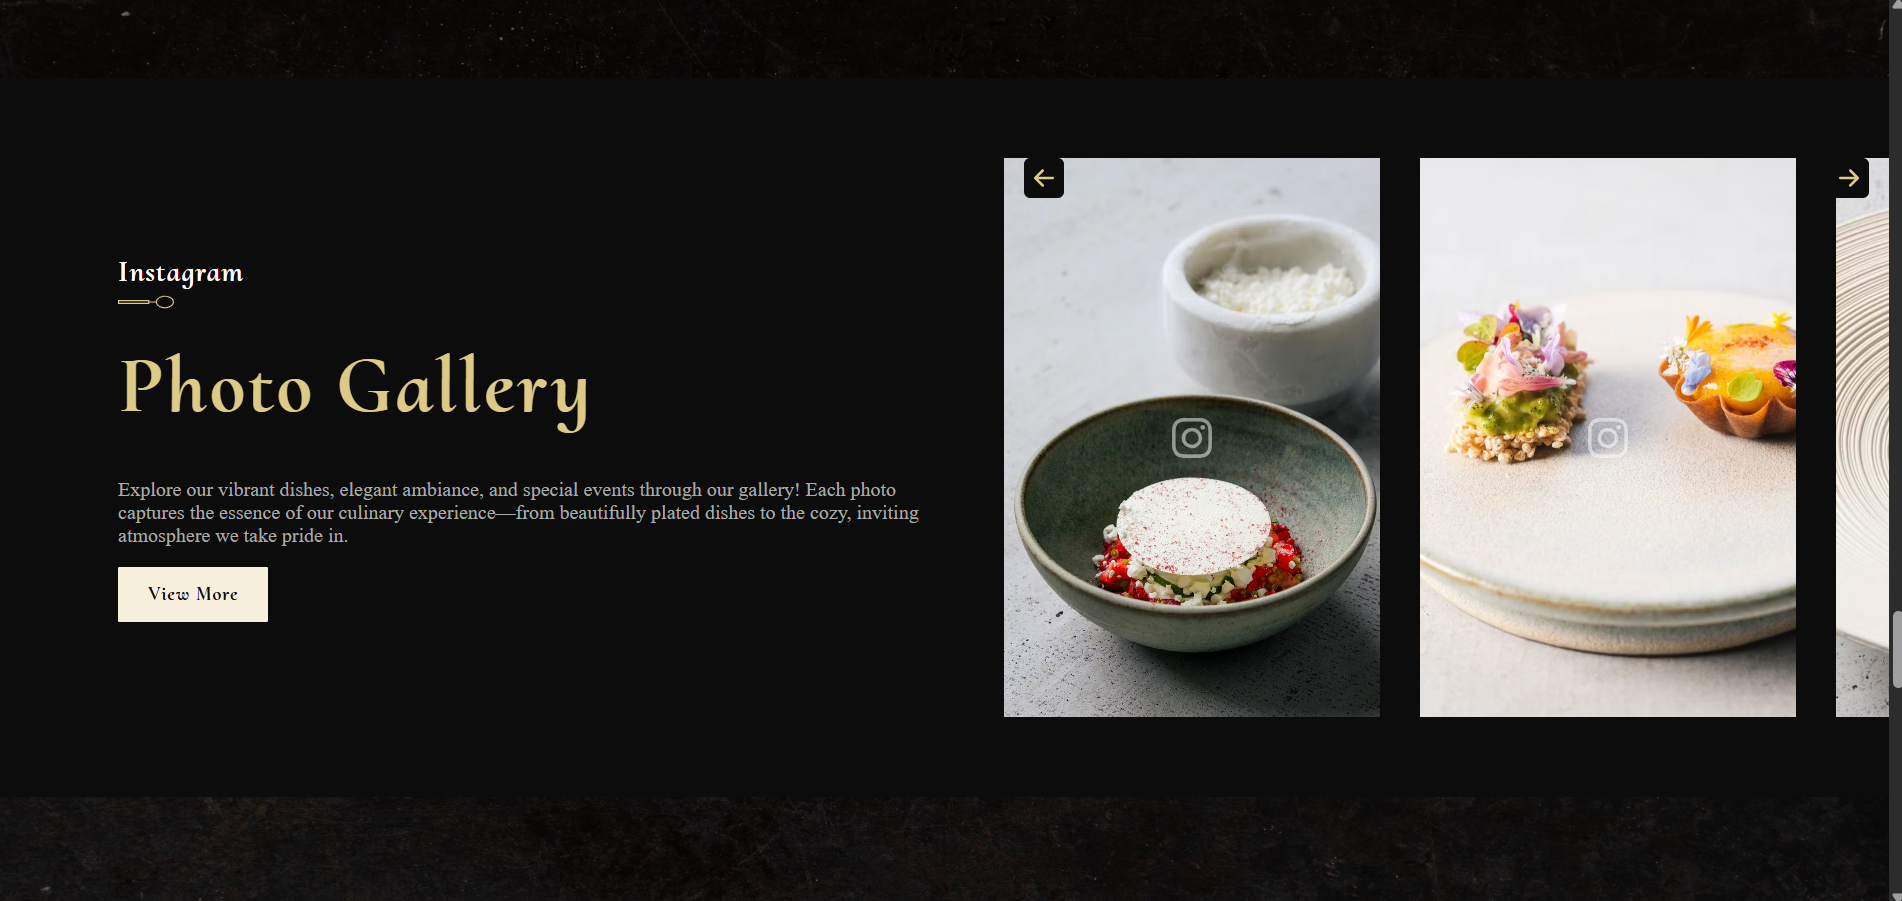 Instagram
Photo Gallery
Explore our vibrant dishes, elegant ambiance, and special events through our gallery! Each photo
captures the essence of our culinary experience—from beautifully plated dishes to the cozy, inviting
atmosphere we take pride in.
View More